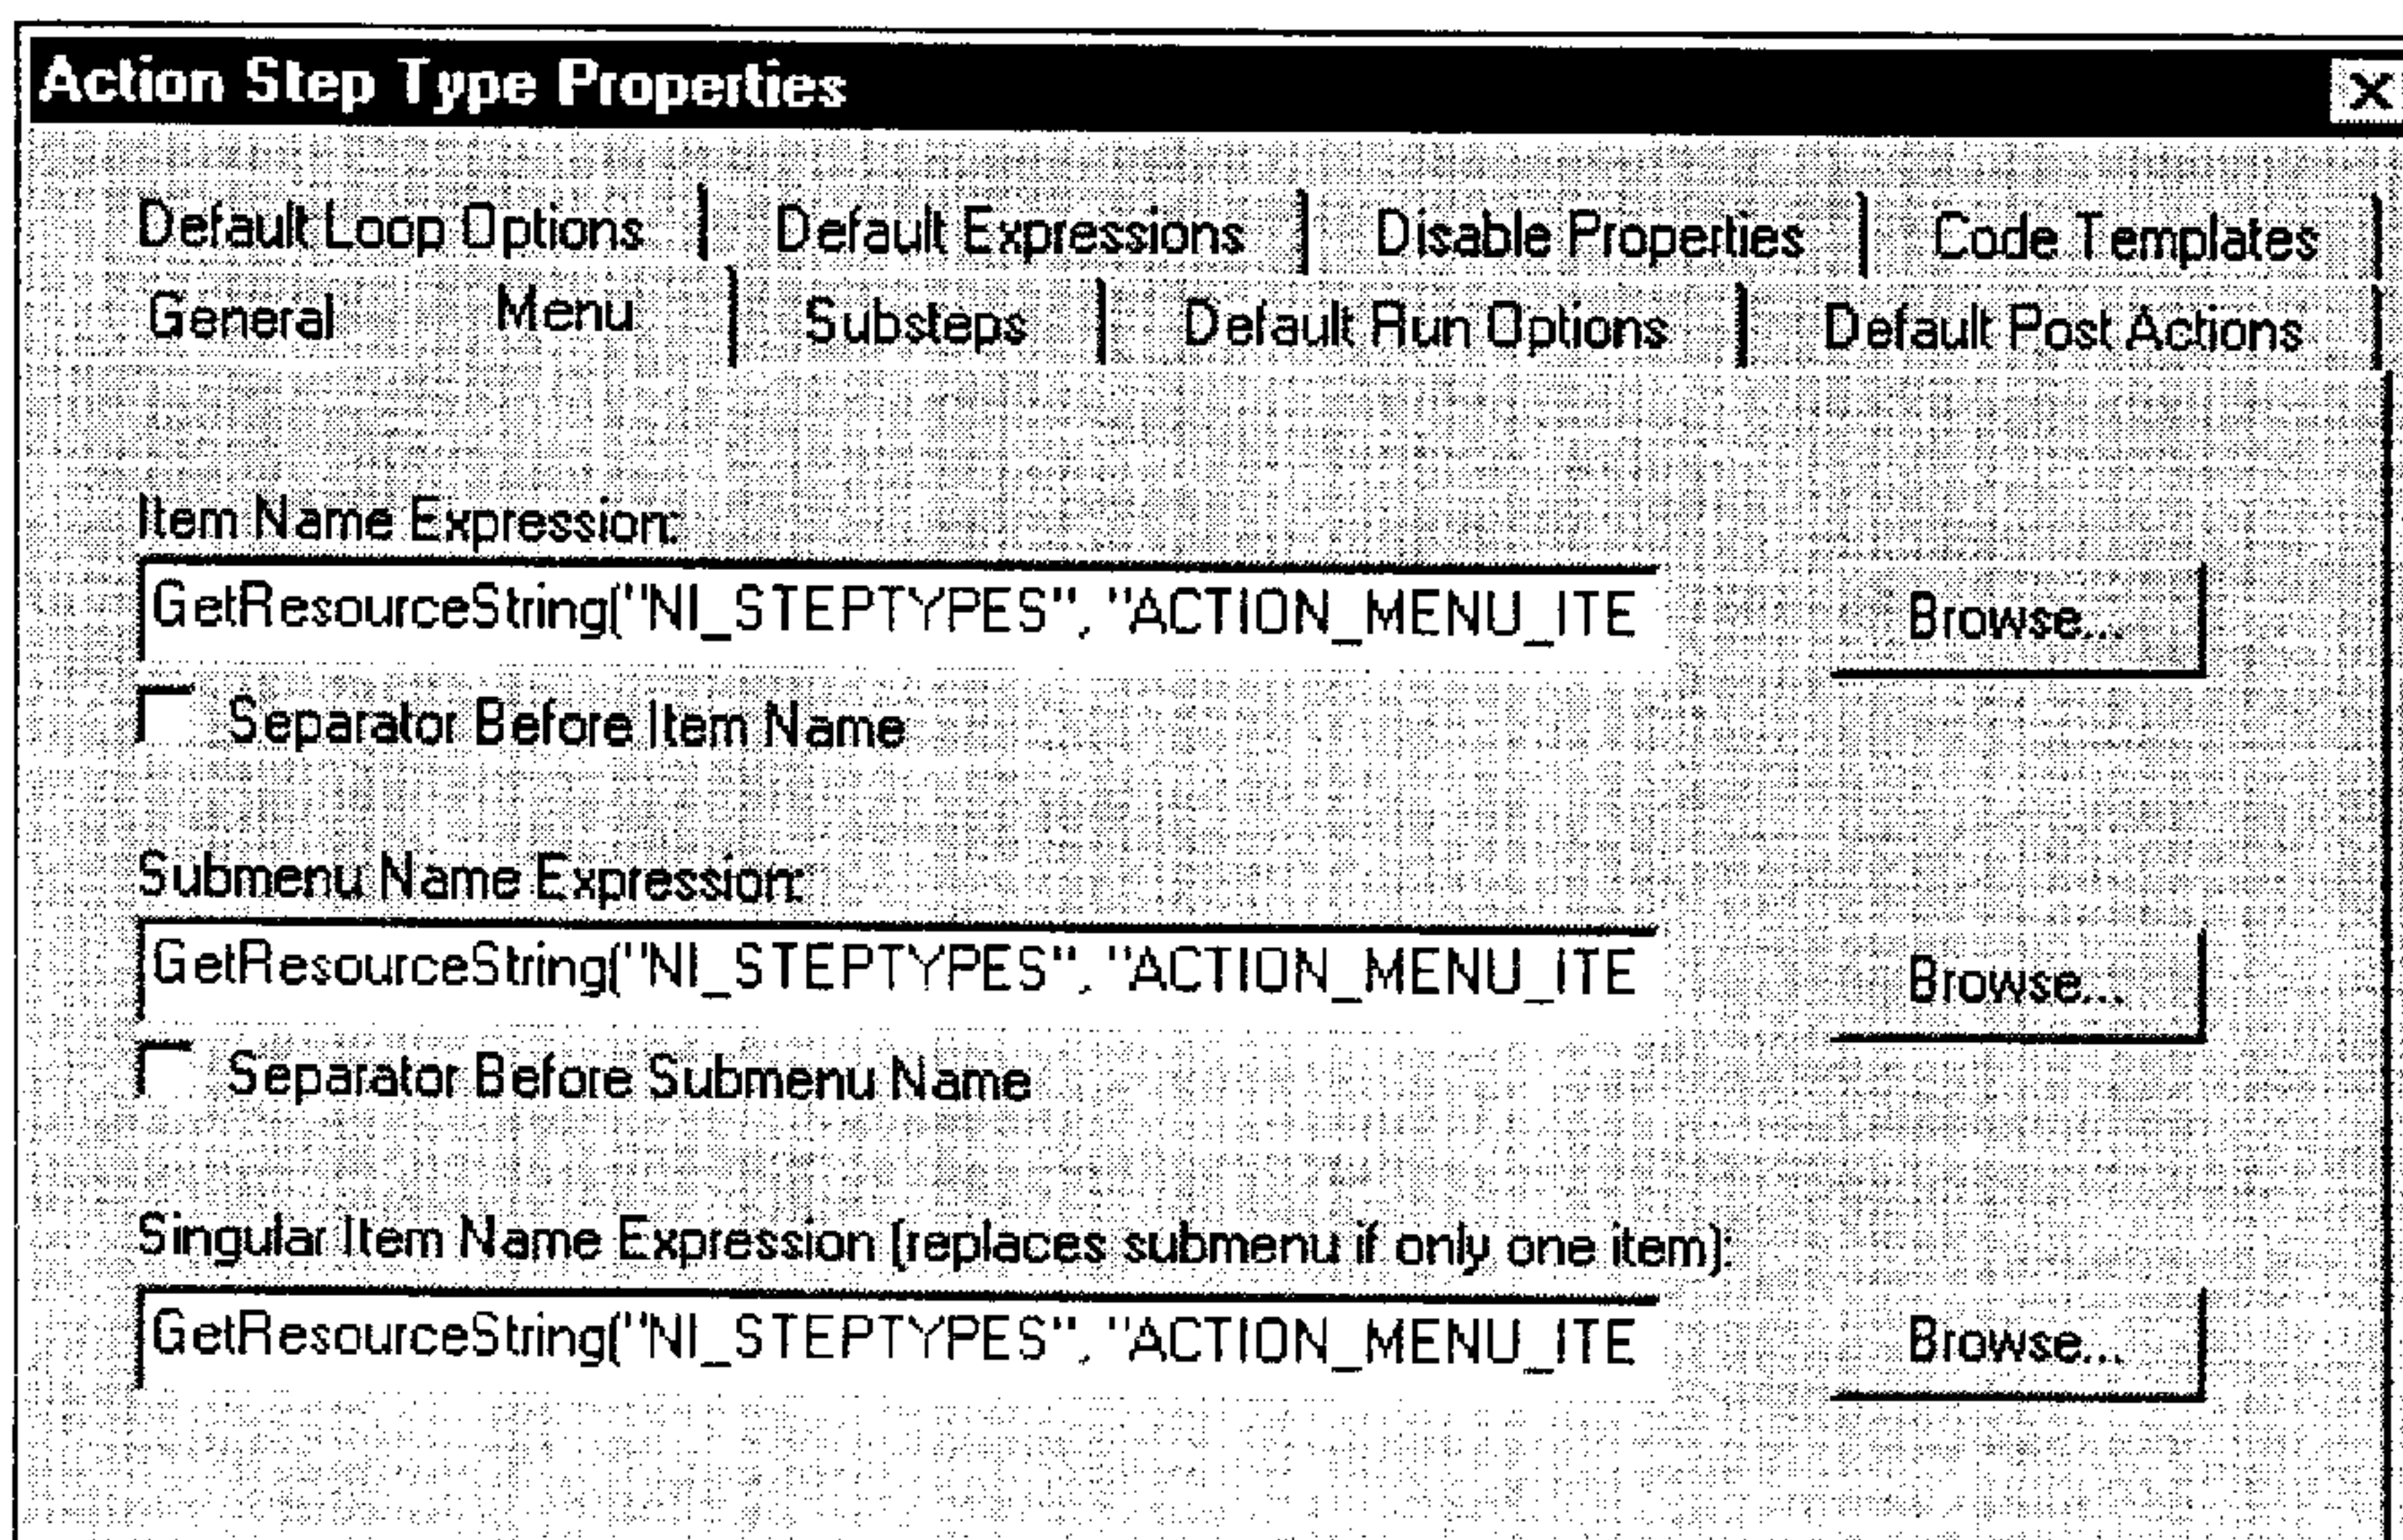 Action Step Type Properties
Default Loop Options Default Expressions Disable Properties Code Templates
General Menu Substeps Default Run Options Default Post Actions
Item Name Expression:
GetResourceString("NI_STEPTYPES", "ACTION_MENU_ITE Browse...
Separator Before Item Name
Submenu Name Expression:
GetResourceString("NI_STEPTYPES", "ACTION_MENU_ITE Browse...
Separator Before Submenu Name
Singular Item Name Expression (replaces submenu if only one item):
GetResourceString("NI_STEPTYPES", "ACTION_MENU_ITE Browse...